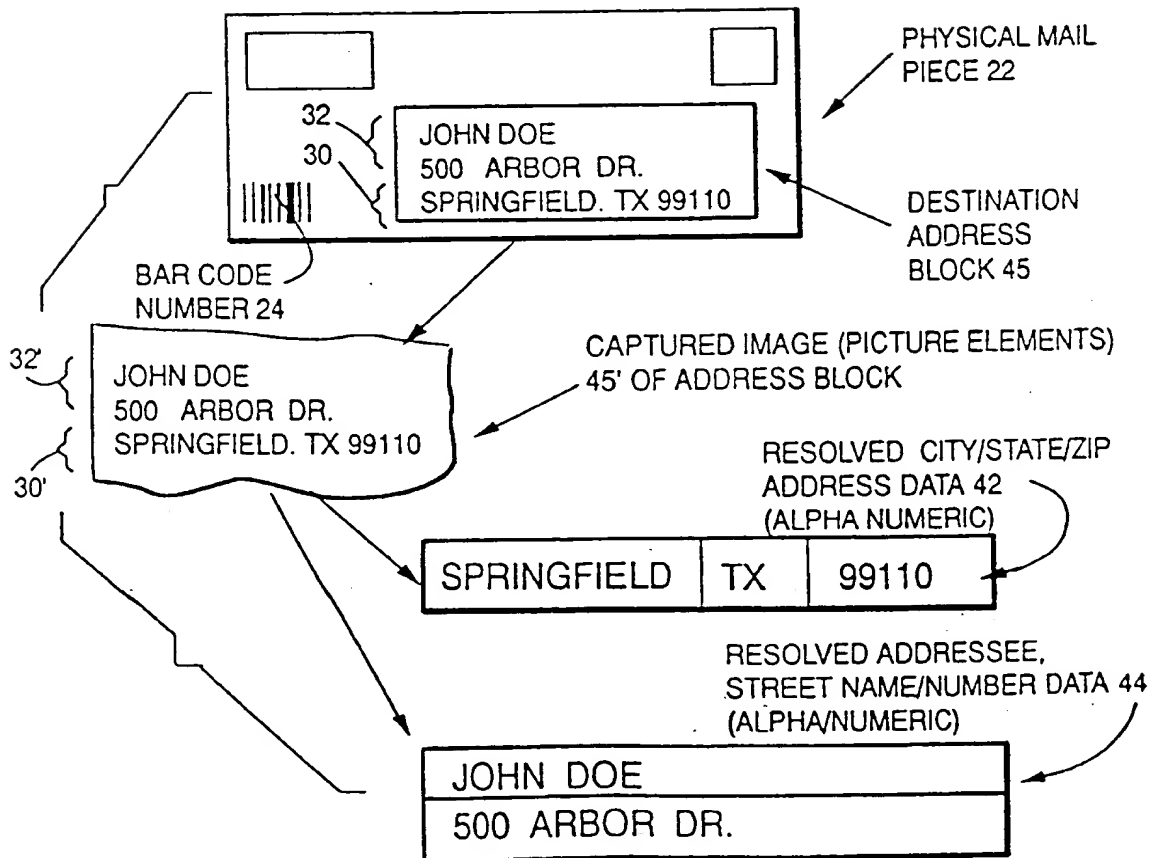 PHYSICAL MAIL
PIECE 22
32
30
JOHN DOE
500 ARBOR DR.
SPRINGFIELD. TX 99110
DESTINATION
ADDRESS
BLOCK 45
BAR CODE
NUMBER 24
32'
30'
JOHN DOE
500 ARBOR DR.
SPRINGFIELD. TX 99110
CAPTURED IMAGE (PICTURE ELEMENTS)
45' OF ADDRESS BLOCK
RESOLVED CITY/STATE/ZIP
ADDRESS DATA 42
(ALPHA NUMERIC)
SPRINGFIELD TX 99110
RESOLVED ADDRESSEE,
STREET NAME/NUMBER DATA 44
(ALPHA/NUMERIC)
JOHN DOE
500 ARBOR DR.